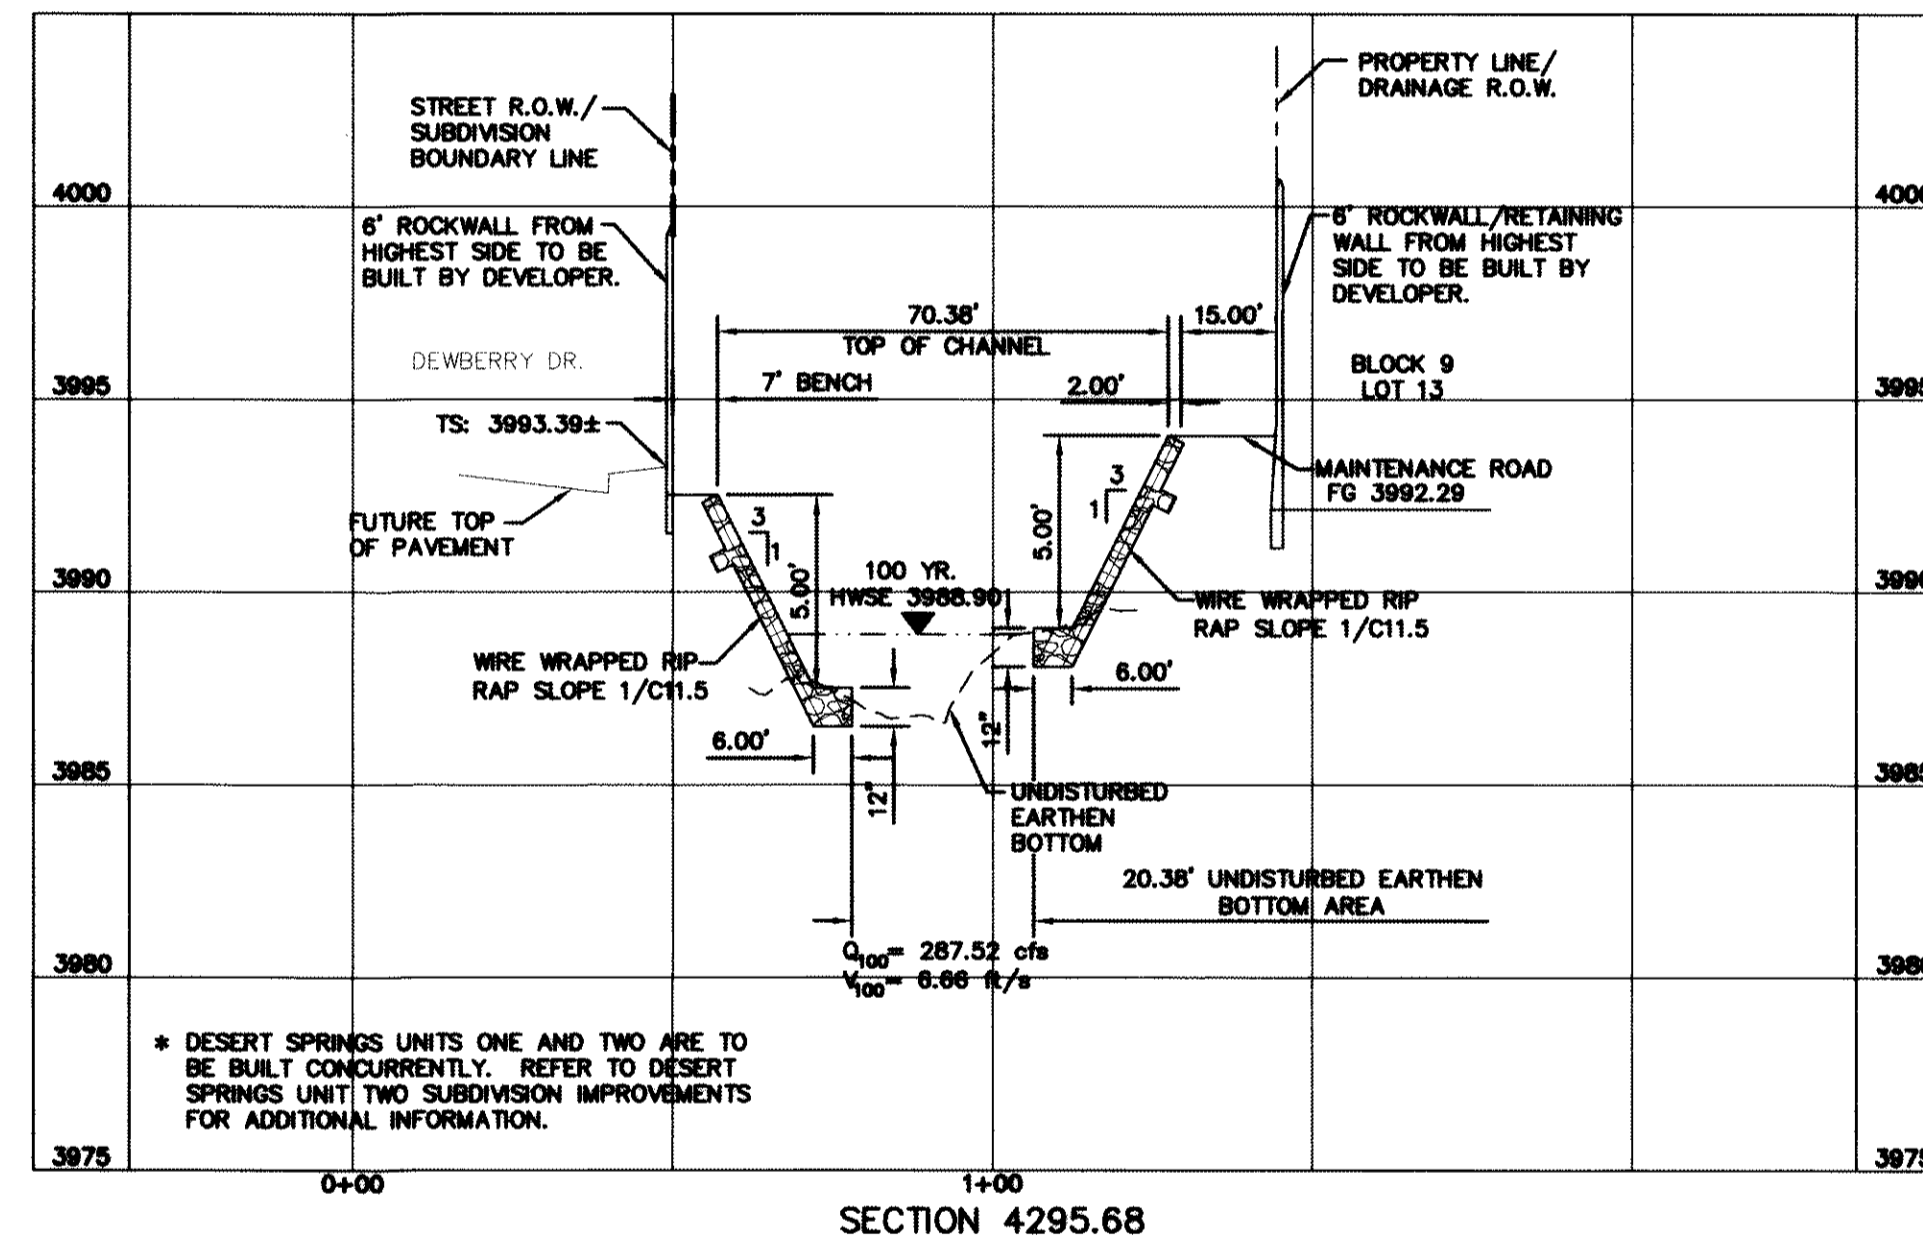 STREET R.O.W./
SUBDIVISION
BOUNDARY LINE
PROPERTY LINE/
DRAINAGE R.O.W.
4000
6' ROCKWALL FROM
HIGHEST SIDE TO BE
BUILT BY DEVELOPER.
6' ROCKWALL/RETAINING
WALL FROM HIGHEST
SIDE TO BE BUILT BY
DEVELOPER.
70.38'
TOP OF CHANNEL
15.00'
DEWBERRY DR.
7' BENCH
2.00'
BLOCK 9
LOT 13
3995
TS: 3993.39±
MAINTENANCE ROAD
FG 3992.29
FUTURE TOP
OF PAVEMENT
3
1
5.00'
3
1
5.00'
3990
100 YR.
HWSE 3988.90
WIRE WRAPPED RIP
RAP SLOPE 1/C11.5
WIRE WRAPPED RIP
RAP SLOPE 1/C11.5
6.00'
6.00'
12"
12"
3985
UNDISTURBED
EARTHEN
BOTTOM
20.38' UNDISTURBED EARTHEN
BOTTOM AREA
Q100= 287.52 cfs
V100= 6.66 ft/s
3980
* DESERT SPRINGS UNITS ONE AND TWO ARE TO
BE BUILT CONCURRENTLY. REFER TO DESERT
SPRINGS UNIT TWO SUBDIVISION IMPROVEMENTS
FOR ADDITIONAL INFORMATION.
3975
0+00
1+00
SECTION 4295.68